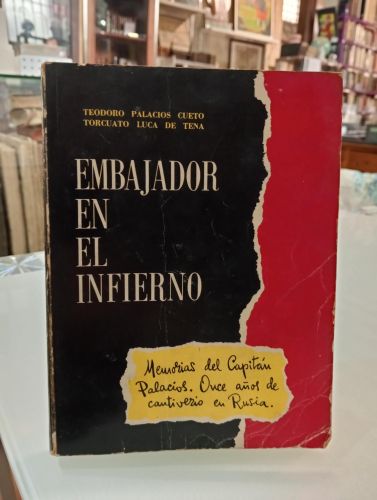 TEODORO PALACIOS CUETO
TORCUATO LUCA DE TENA
EMBAJADOR
EN
EL
INFIERNO
Memorias del Capitán
Palacios. Once años de
cautiverio en Rusia.